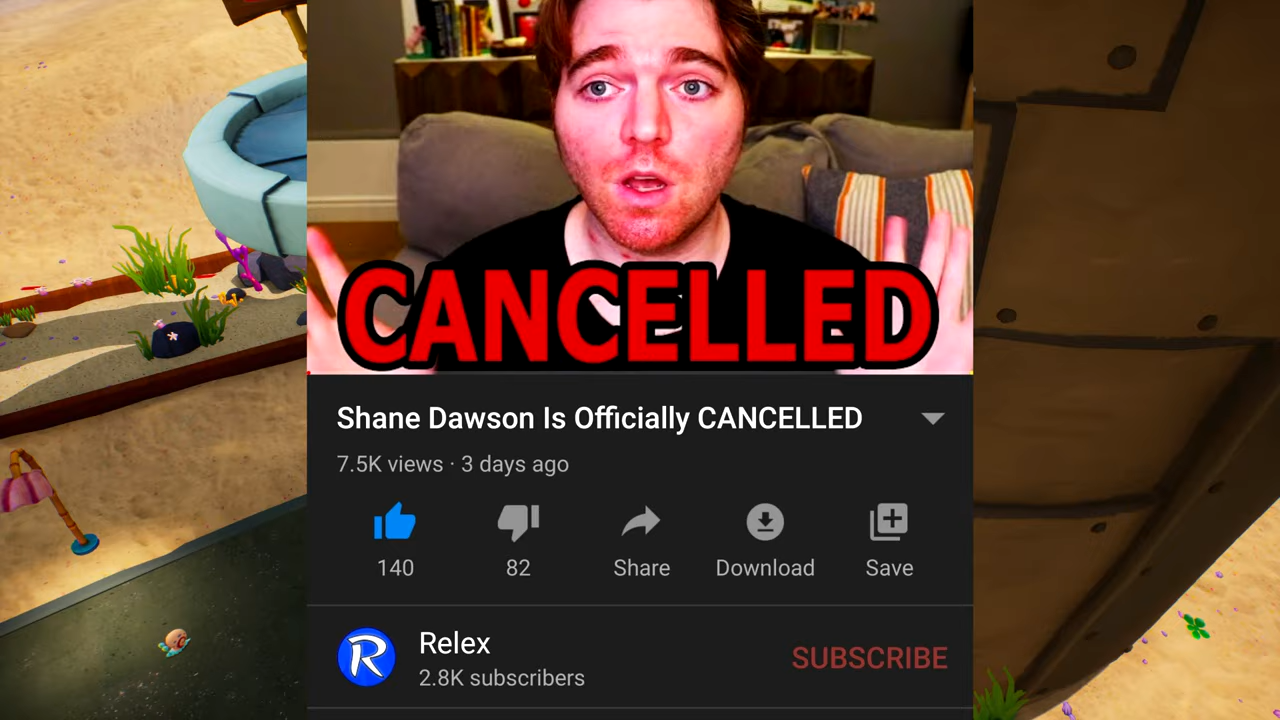 CANCELLED
Shane Dawson Is Officially CANCELLED
7.5K views · 3 days ago
140
82
Share
Download
Save
R
Relex
2.8K subscribers
SUBSCRIBE